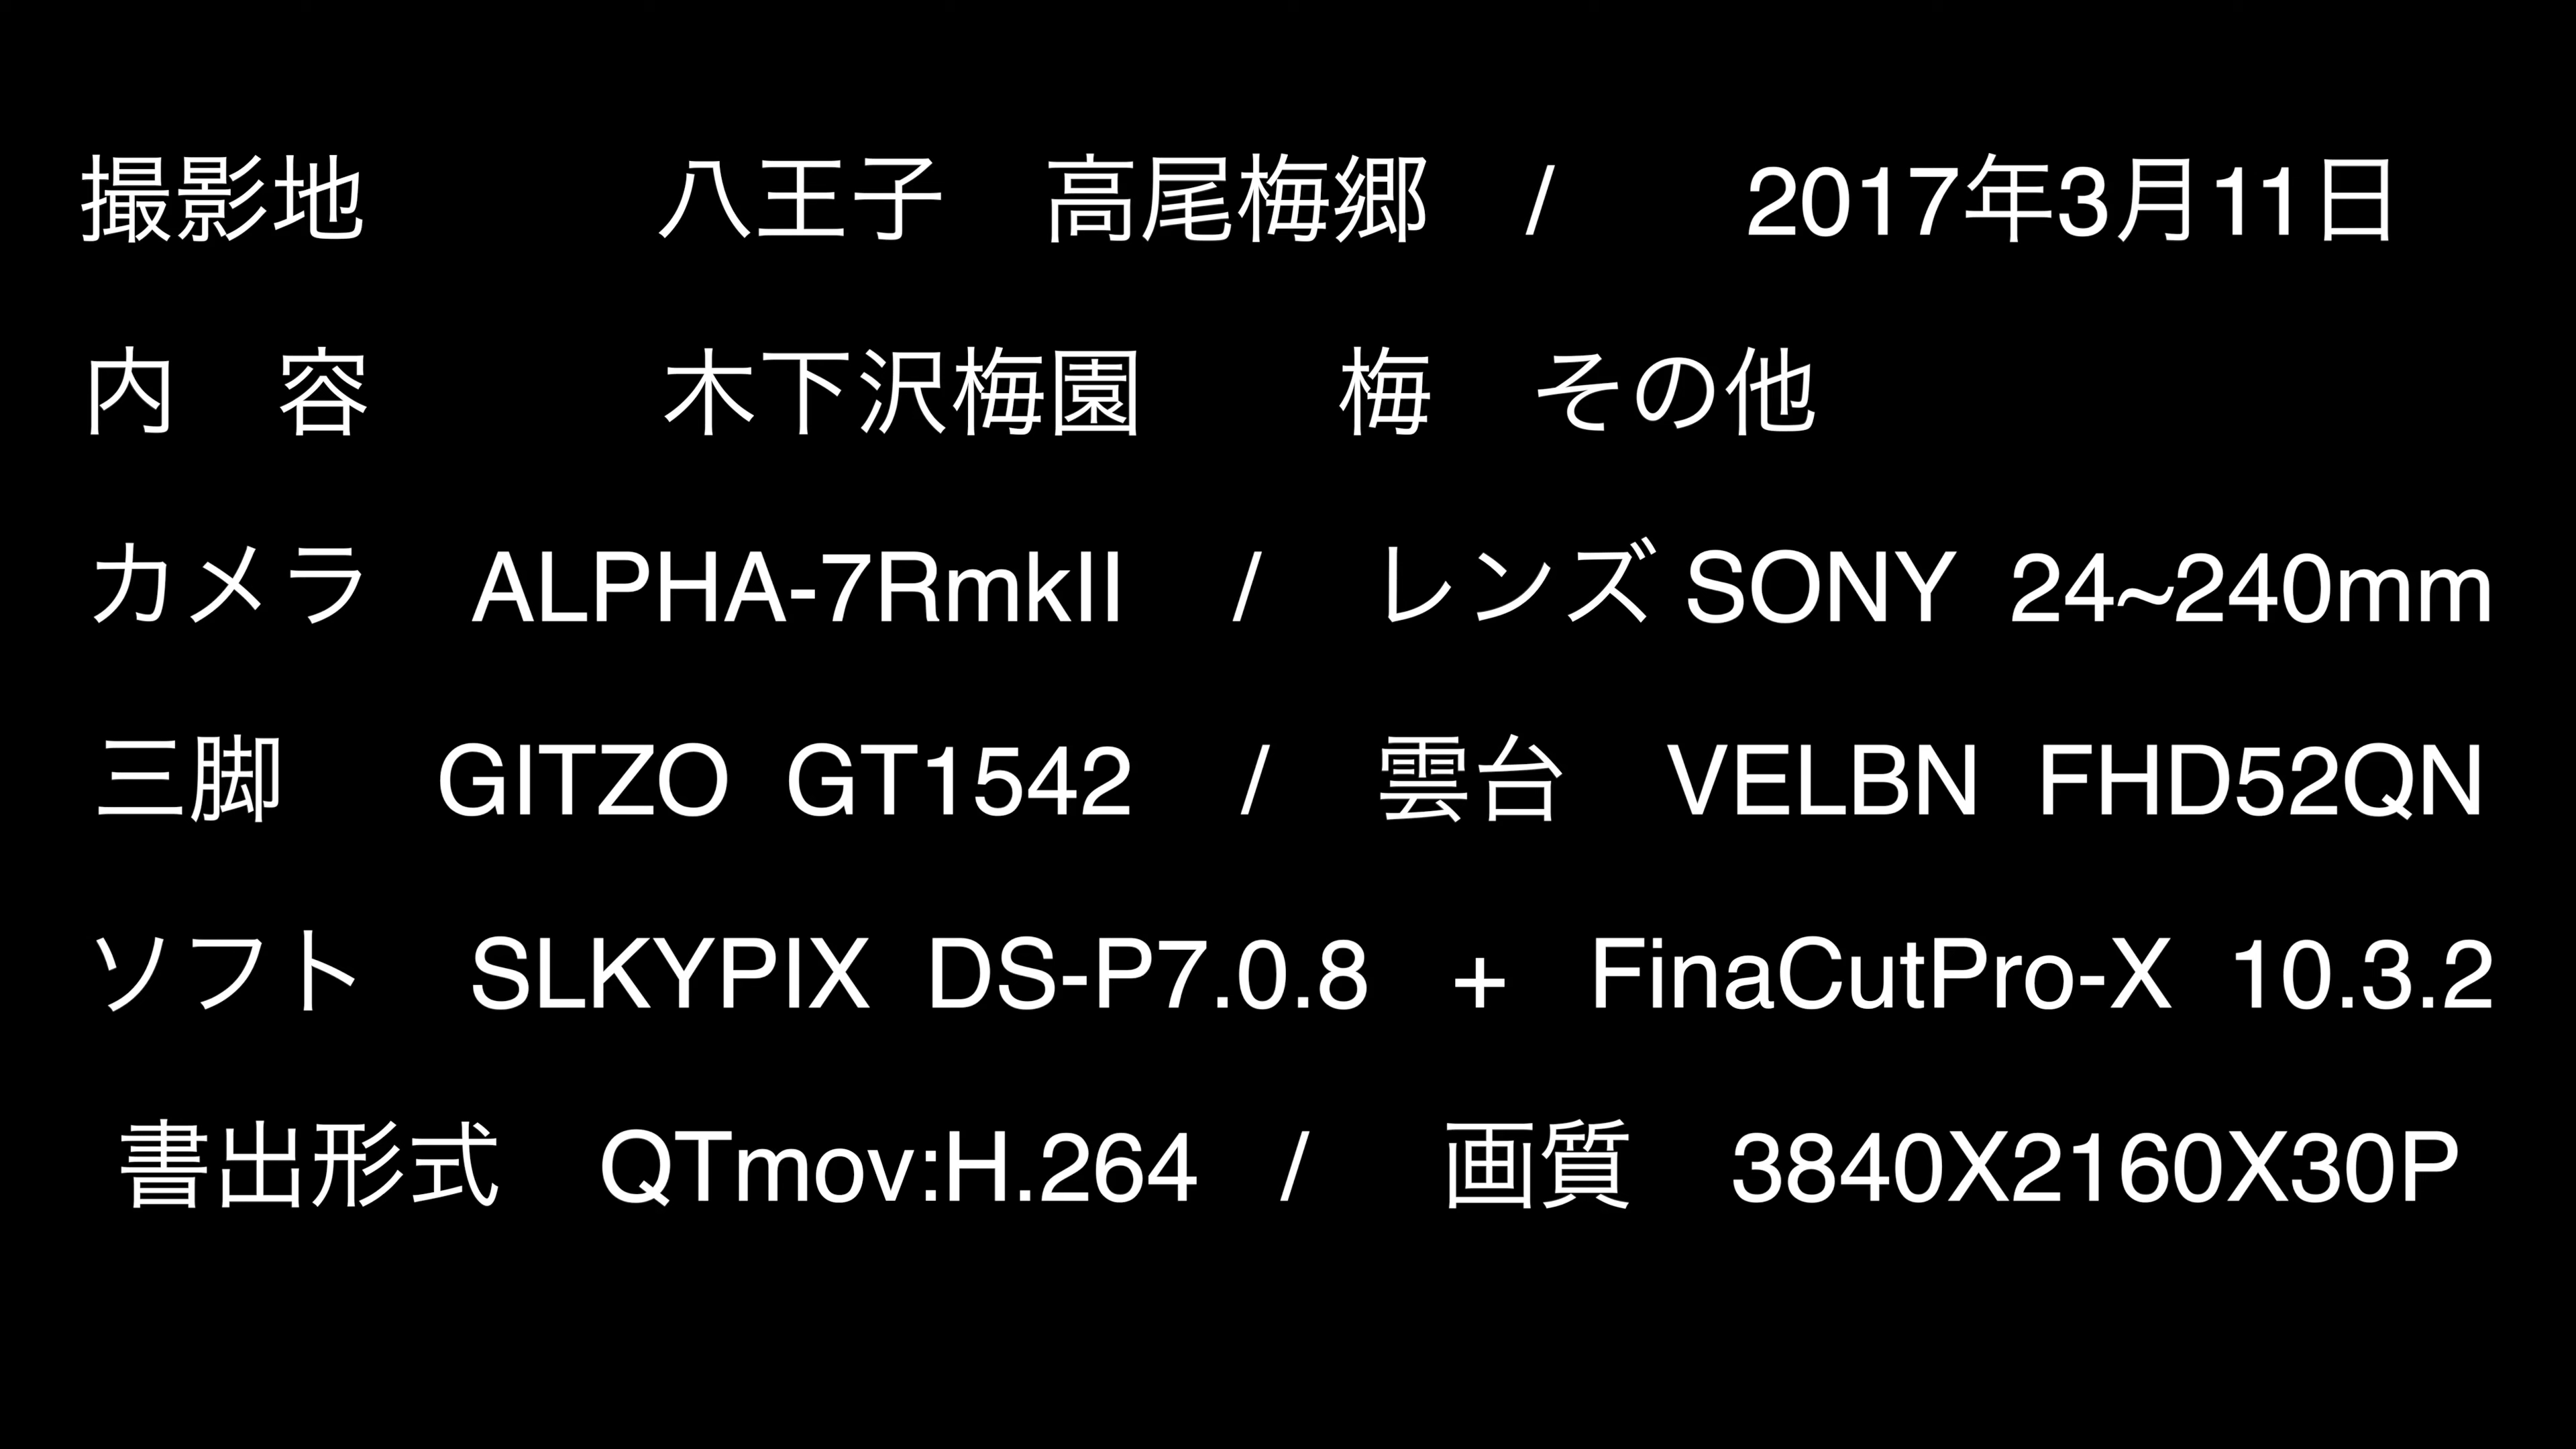 撮影地　八王子　高尾梅郷　/　2017年3月11日
内　容　木下沢梅園　梅　その他
カメラ　ALPHA-7RmkII　/　レンズ SONY 24~240mm
三脚　GITZO GT1542　/　雲台　VELBN FHD52QN
ソフト　SLKYPIX DS-P7.0.8 + FinaCutPro-X 10.3.2
書出形式　QTmov:H.264　/　画質　3840X2160X30P